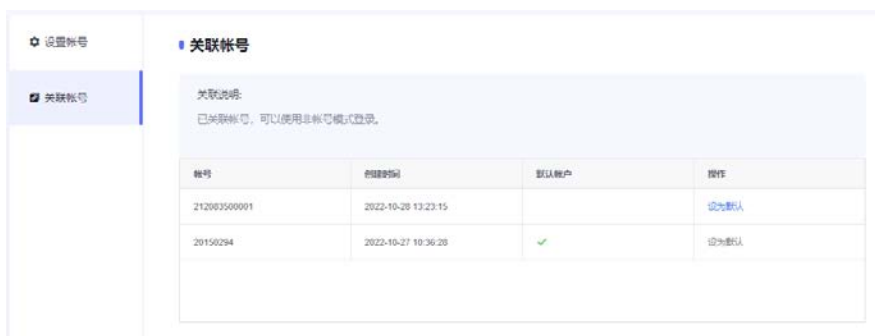 设置帐号
关联帐号
关联帐号
关联说明:
已关联帐号，可以使用非帐号模式登录。
帐号 创建时间 默认帐户 操作
212083500001 2022-10-28 13:23:15 设为默认
20150294 2022-10-27 10:36:28 设为默认